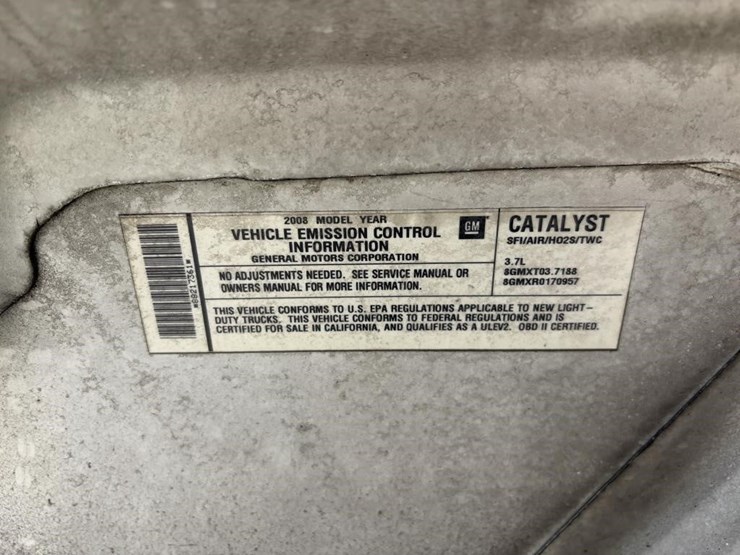 *88217361*
2008 MODEL YEAR
VEHICLE EMISSION CONTROL
INFORMATION
GENERAL MOTORS CORPORATION
GM
NO ADJUSTMENTS NEEDED. SEE SERVICE MANUAL OR
OWNERS MANUAL FOR MORE INFORMATION.
CATALYST
SFI/AIR/HO2S/TWC
3.7L
8GMXT03.7188
8GMXR0170957
THIS VEHICLE CONFORMS TO U.S. EPA REGULATIONS APPLICABLE TO NEW LIGHT-
DUTY TRUCKS. THIS VEHICLE CONFORMS TO FEDERAL REGULATIONS AND IS
CERTIFIED FOR SALE IN CALIFORNIA, AND QUALIFIES AS A ULEV2. OBD II CERTIFIED.